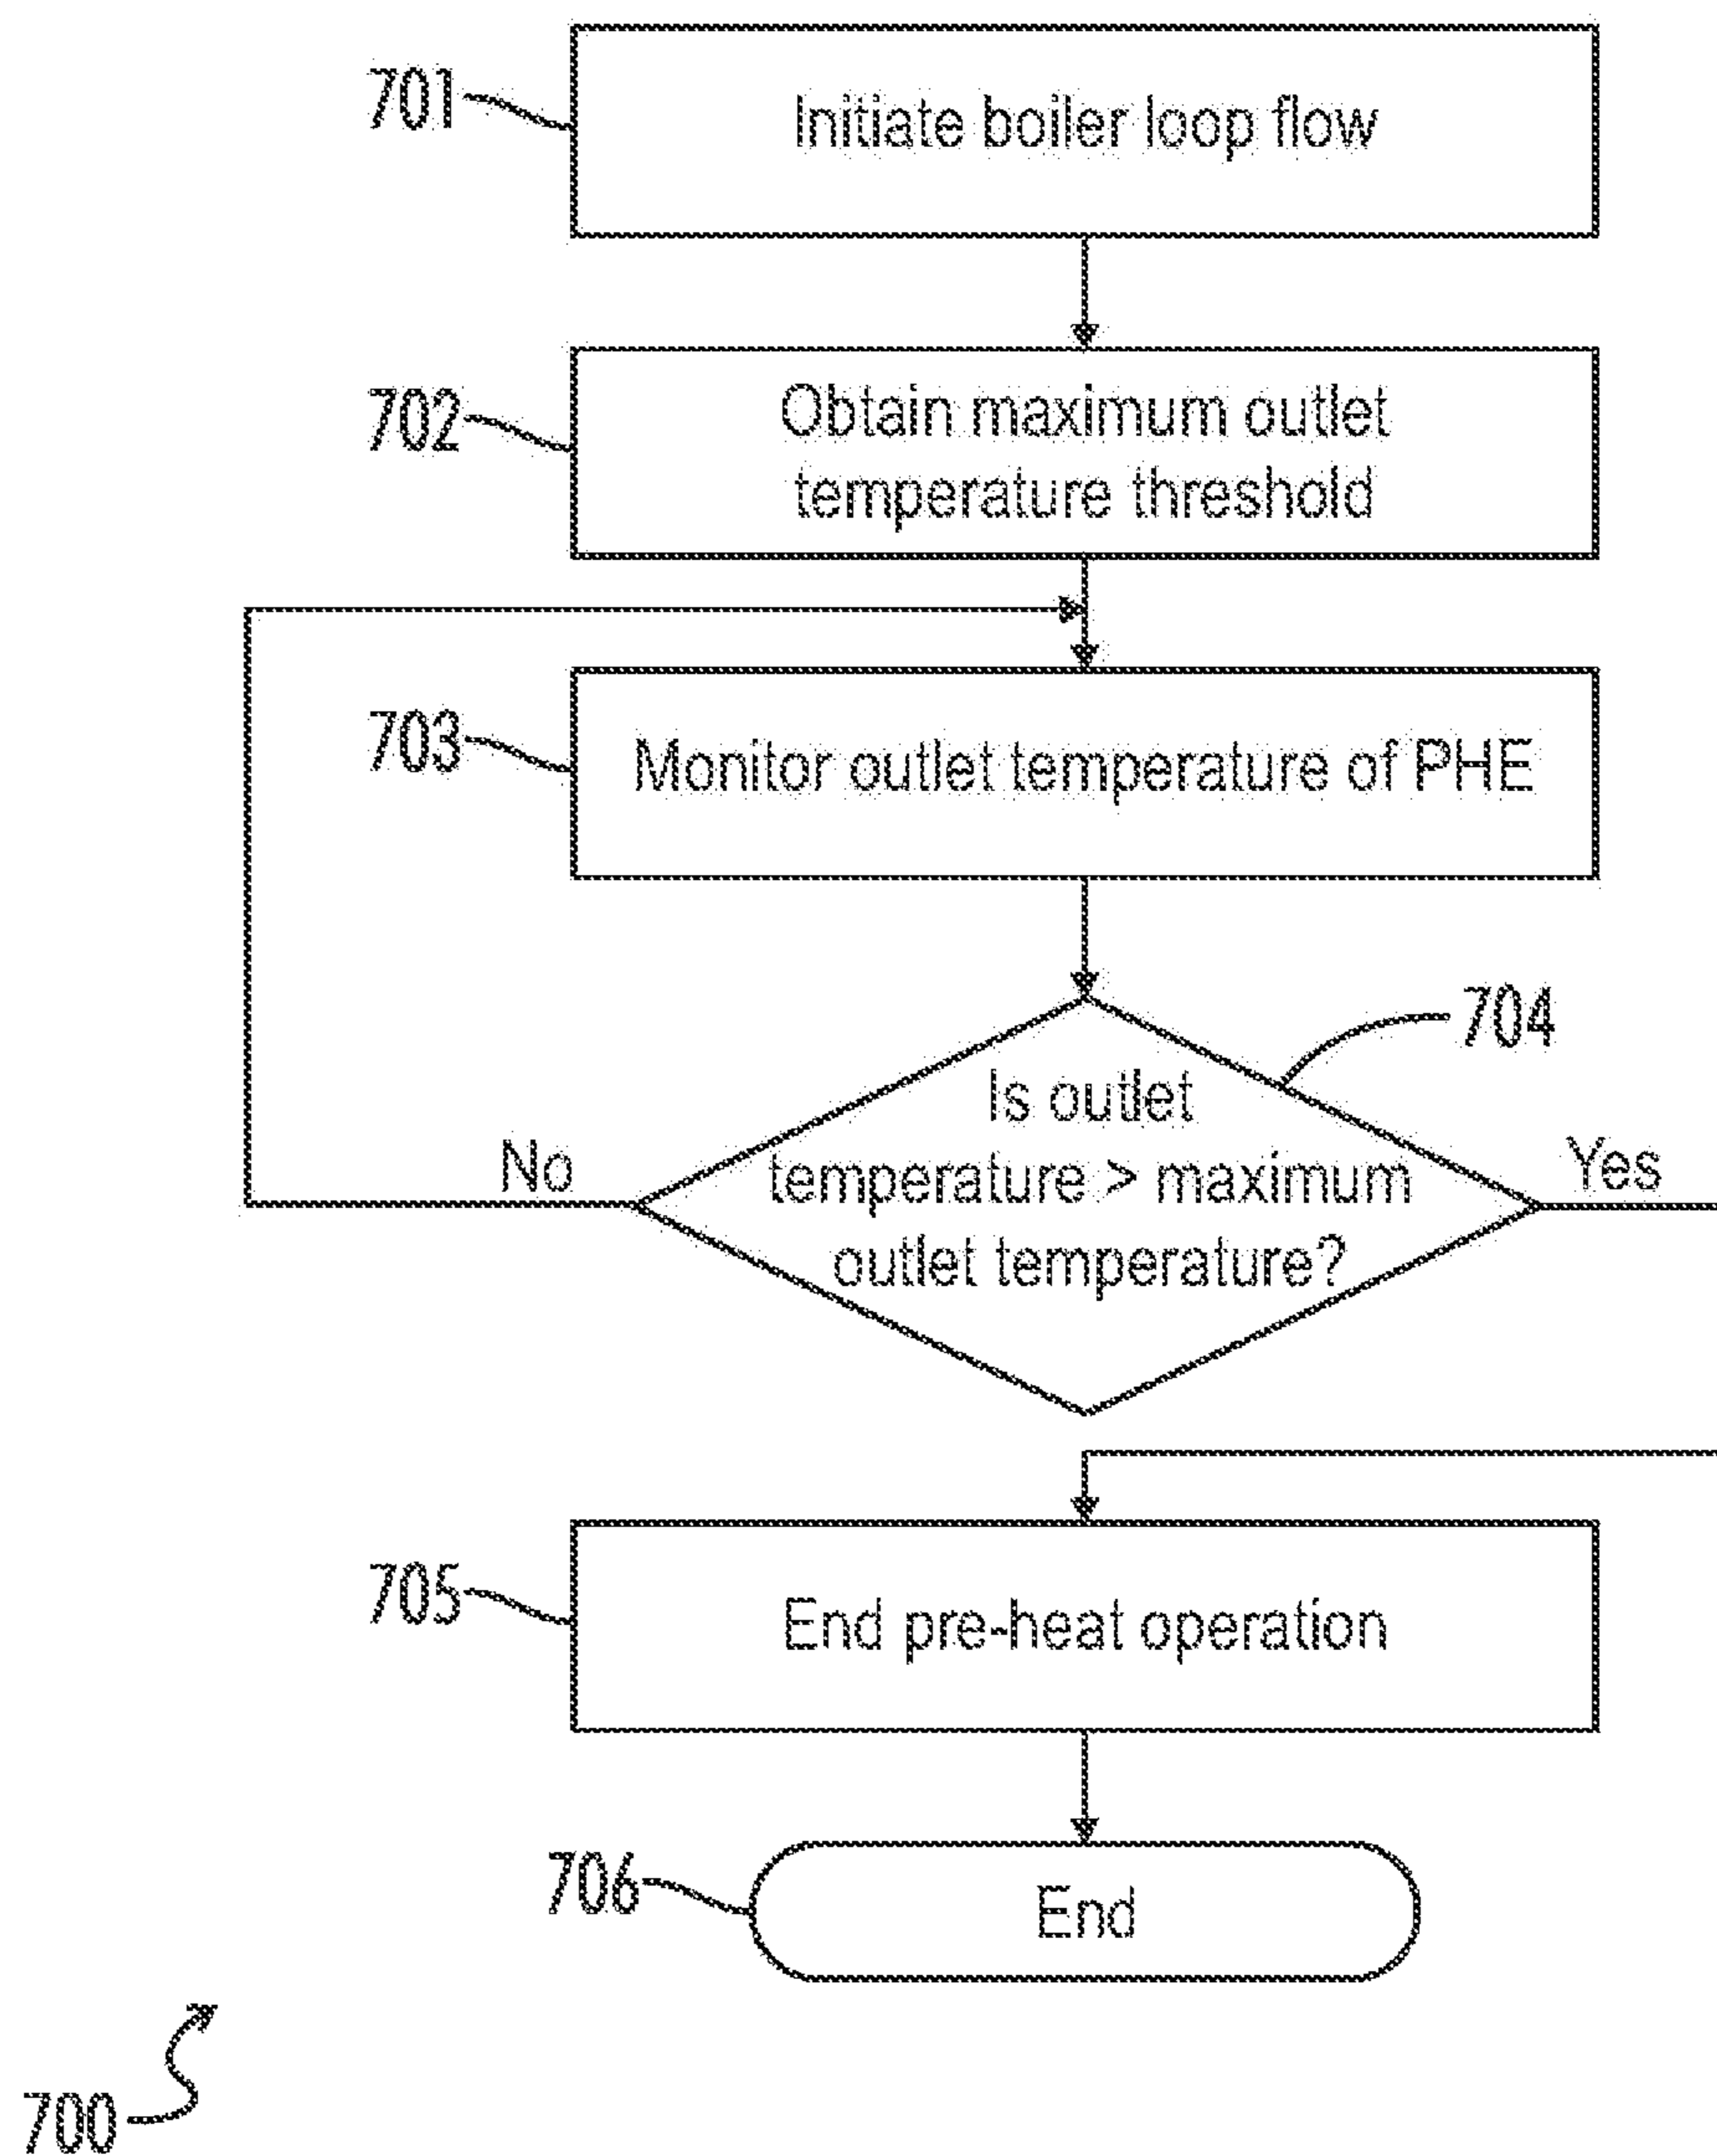 701
Initiate boiler loop flow
702
Obtain maximum outlet
temperature threshold
703
Monitor outlet temperature of PHE
704
Is outlet
temperature > maximum
outlet temperature?
No
Yes
705
End pre-heat operation
706
End
700